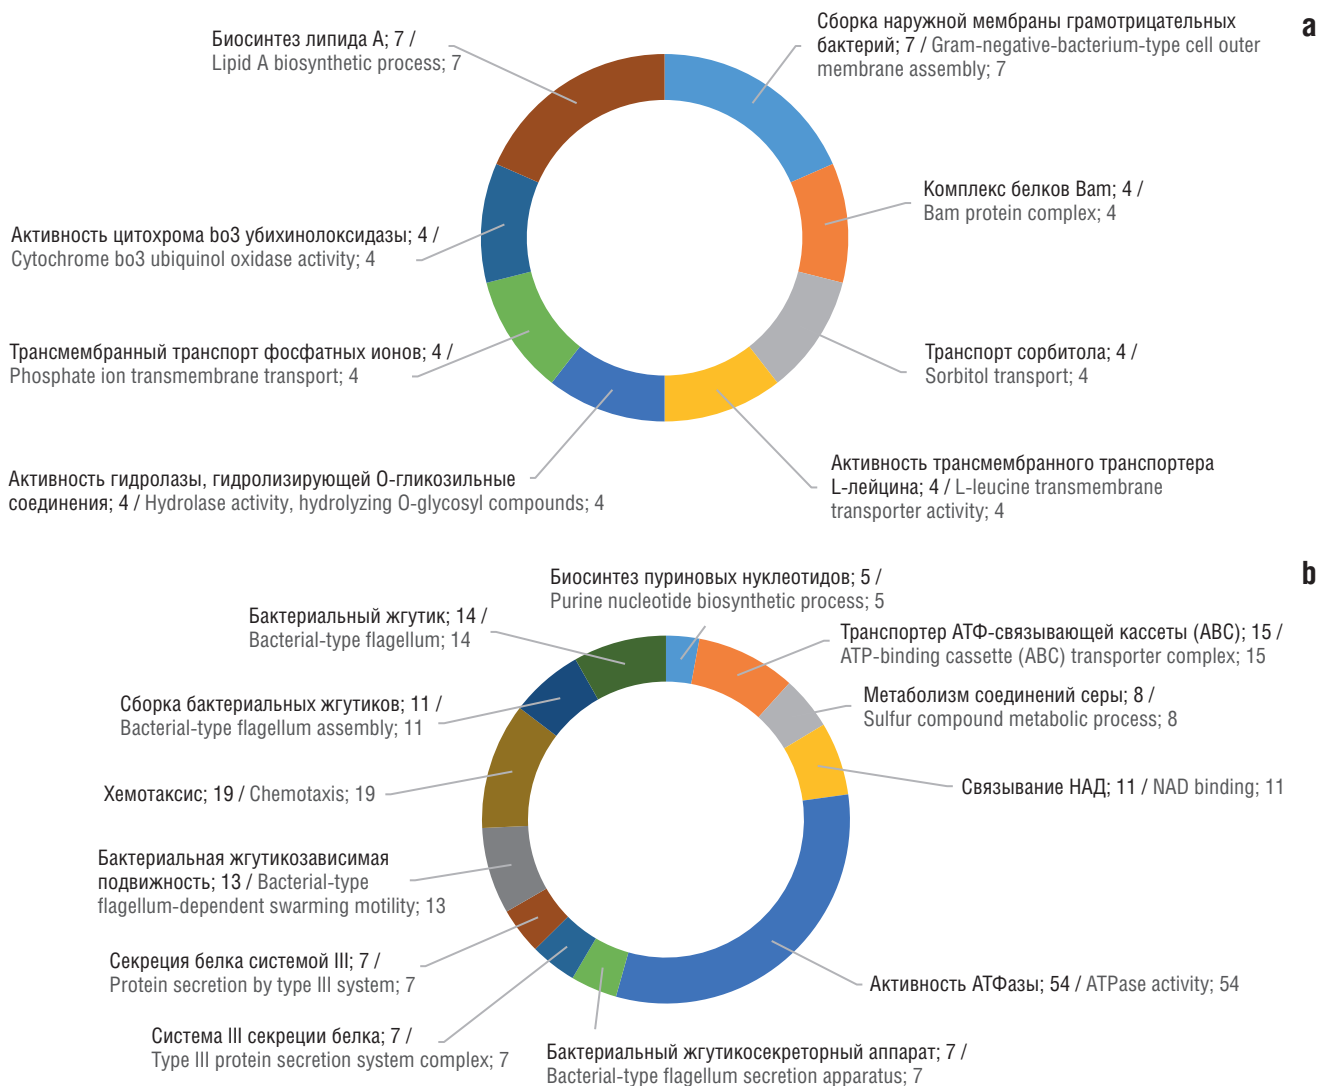 a
Биосинтез липида A; 7 /
Lipid A biosynthetic process; 7
Сборка наружной мембраны грамотрицательных
бактерий; 7 / Gram-negative-bacterium-type cell outer
membrane assembly; 7
Комплекс белков Bam; 4 /
Bam protein complex; 4
Активность цитохрома bo3 убихинолоксидазы; 4 /
Cytochrome bo3 ubiquinol oxidase activity; 4
Трансмембранный транспорт фосфатных ионов; 4 /
Phosphate ion transmembrane transport; 4
Транспорт сорбитола; 4 /
Sorbitol transport; 4
Активность гидролазы, гидролизирующей О-гликозильные
соединения; 4 / Hydrolase activity, hydrolyzing O-glycosyl compounds; 4
Активность трансмембранного транспортера
L-лейцина; 4 / L-leucine transmembrane
transporter activity; 4
b
Биосинтез пуриновых нуклеотидов; 5 /
Purine nucleotide biosynthetic process; 5
Бактериальный жгутик; 14 /
Bacterial-type flagellum; 14
Транспортер АТФ-связывающей кассеты (ABC); 15 /
ATP-binding cassette (ABC) transporter complex; 15
Сборка бактериальных жгутиков; 11 /
Bacterial-type flagellum assembly; 11
Метаболизм соединений серы; 8 /
Sulfur compound metabolic process; 8
Хемотаксис; 19 / Chemotaxis; 19
Связывание НАД; 11 / NAD binding; 11
Бактериальная жгутикозависимая
подвижность; 13 / Bacterial-type
flagellum-dependent swarming motility; 13
Секреция белка системой III; 7 /
Protein secretion by type III system; 7
Активность АТФазы; 54 / ATPase activity; 54
Система III секреции белка; 7 /
Type III protein secretion system complex; 7
Бактериальный жгутикосекреторный аппарат; 7 /
Bacterial-type flagellum secretion apparatus; 7